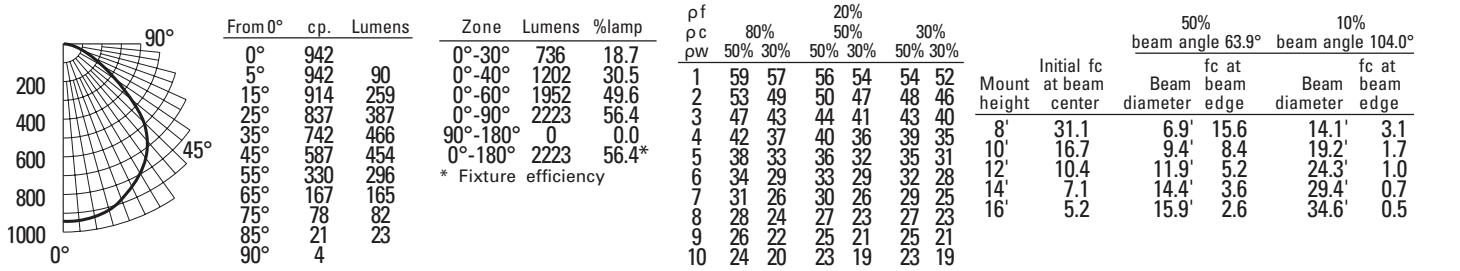 90°
200
400
600
800
1000
45°
0°
From 0° cp. Lumens
0° 942
5° 942 90
15° 914 259
25° 837 387
35° 742 466
45° 587 454
55° 330 296
65° 167 165
75° 78 82
85° 21 23
90° 4
Zone Lumens %lamp
0°-30° 736 18.7
0°-40° 1202 30.5
0°-60° 1952 49.6
0°-90° 2223 56.4
90°-180° 0 0.0
0°-180° 2223 56.4*
* Fixture efficiency
ρf 20%
ρc 80% 50% 30%
ρw 50% 30% 50% 30% 50% 30%
1 59 57 56 54 54 52
2 53 49 50 47 48 46
3 47 43 44 41 43 40
4 42 37 40 36 39 35
5 38 33 36 32 35 31
6 34 29 33 29 32 28
7 31 26 30 26 29 25
8 28 24 27 23 27 23
9 26 22 25 21 25 21
10 24 20 23 19 23 19
50% 10%
beam angle 63.9° beam angle 104.0°
Initial fc fc at fc at
Mount at beam Beam beam Beam beam
height center diameter edge diameter edge
8' 31.1 6.9' 15.6 14.1' 3.1
10' 16.7 9.4' 8.4 19.2' 1.7
12' 10.4 11.9' 5.2 24.3' 1.0
14' 7.1 14.4' 3.6 29.4' 0.7
16' 5.2 15.9' 2.6 34.6' 0.5